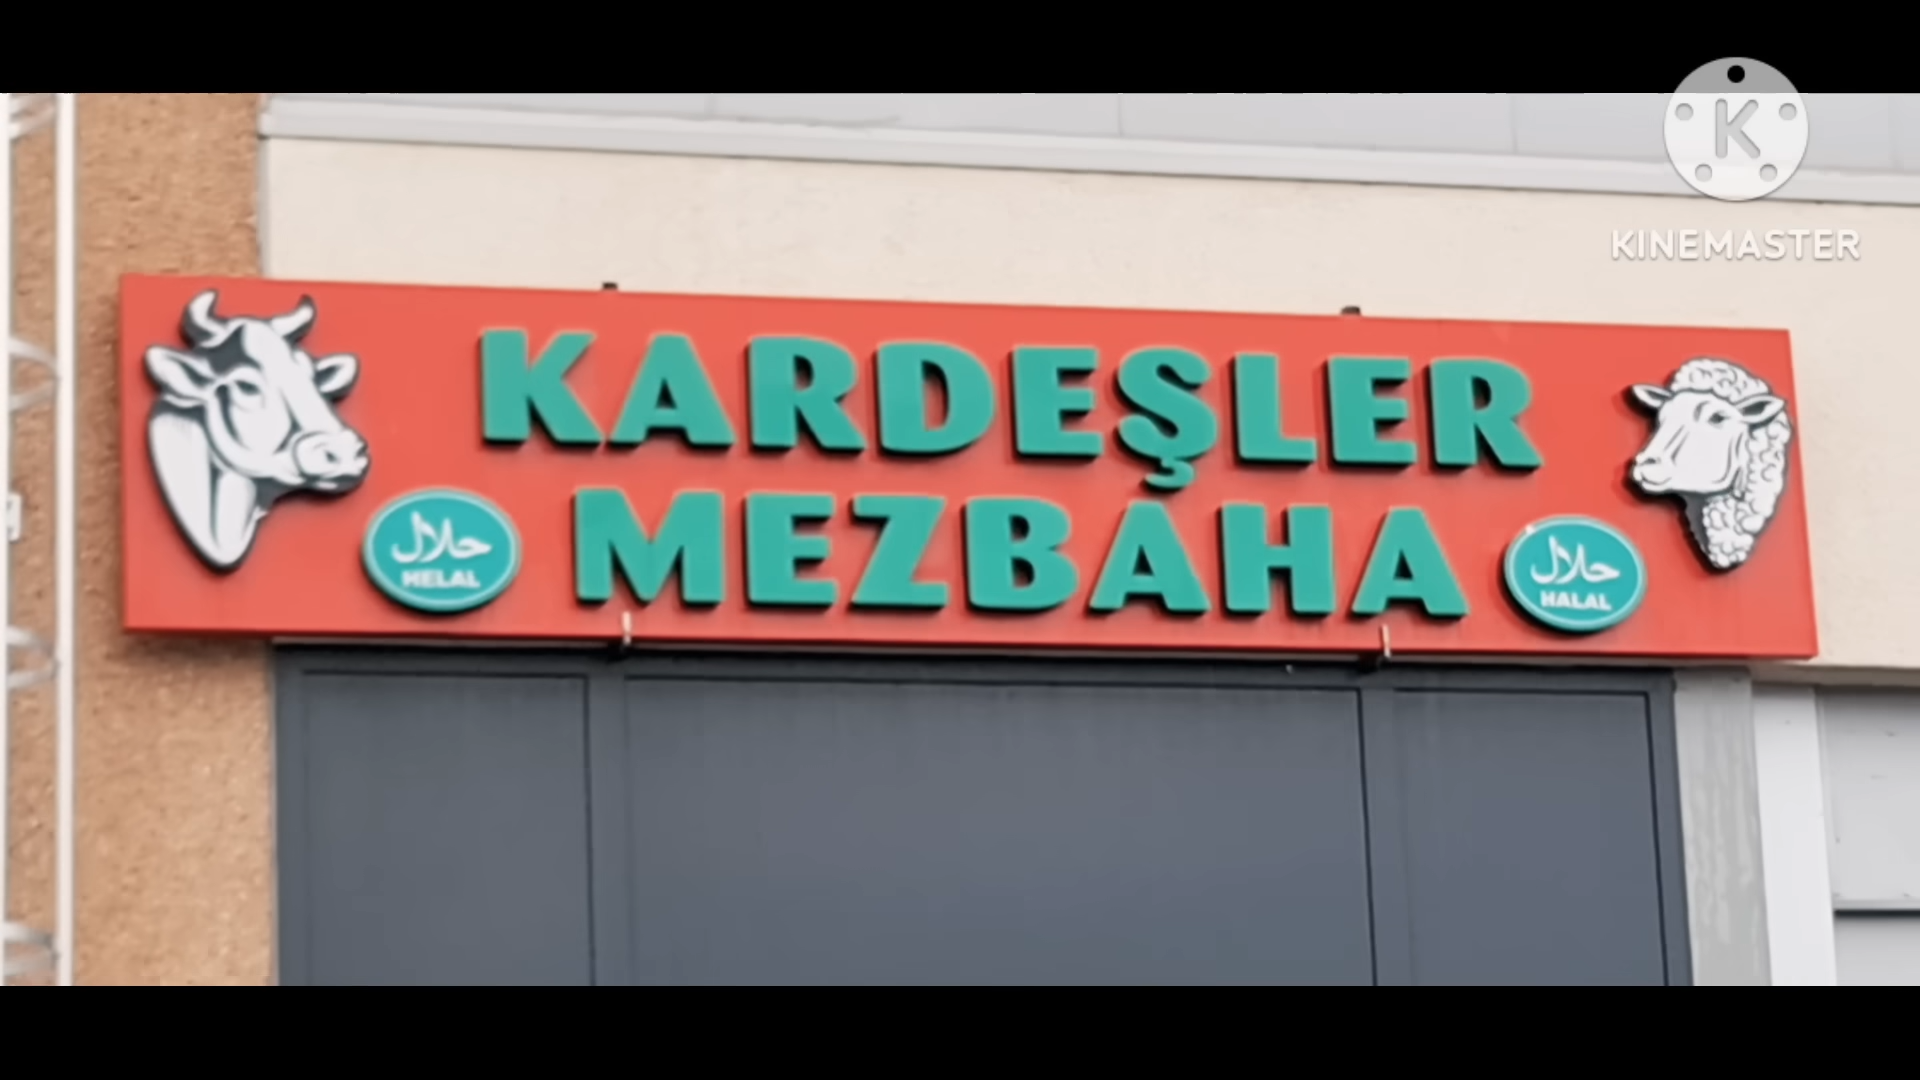 K
KINEMASTER
KARDEŞLER
MEZBAHA
حلال
HELAL
حلال
HALAL